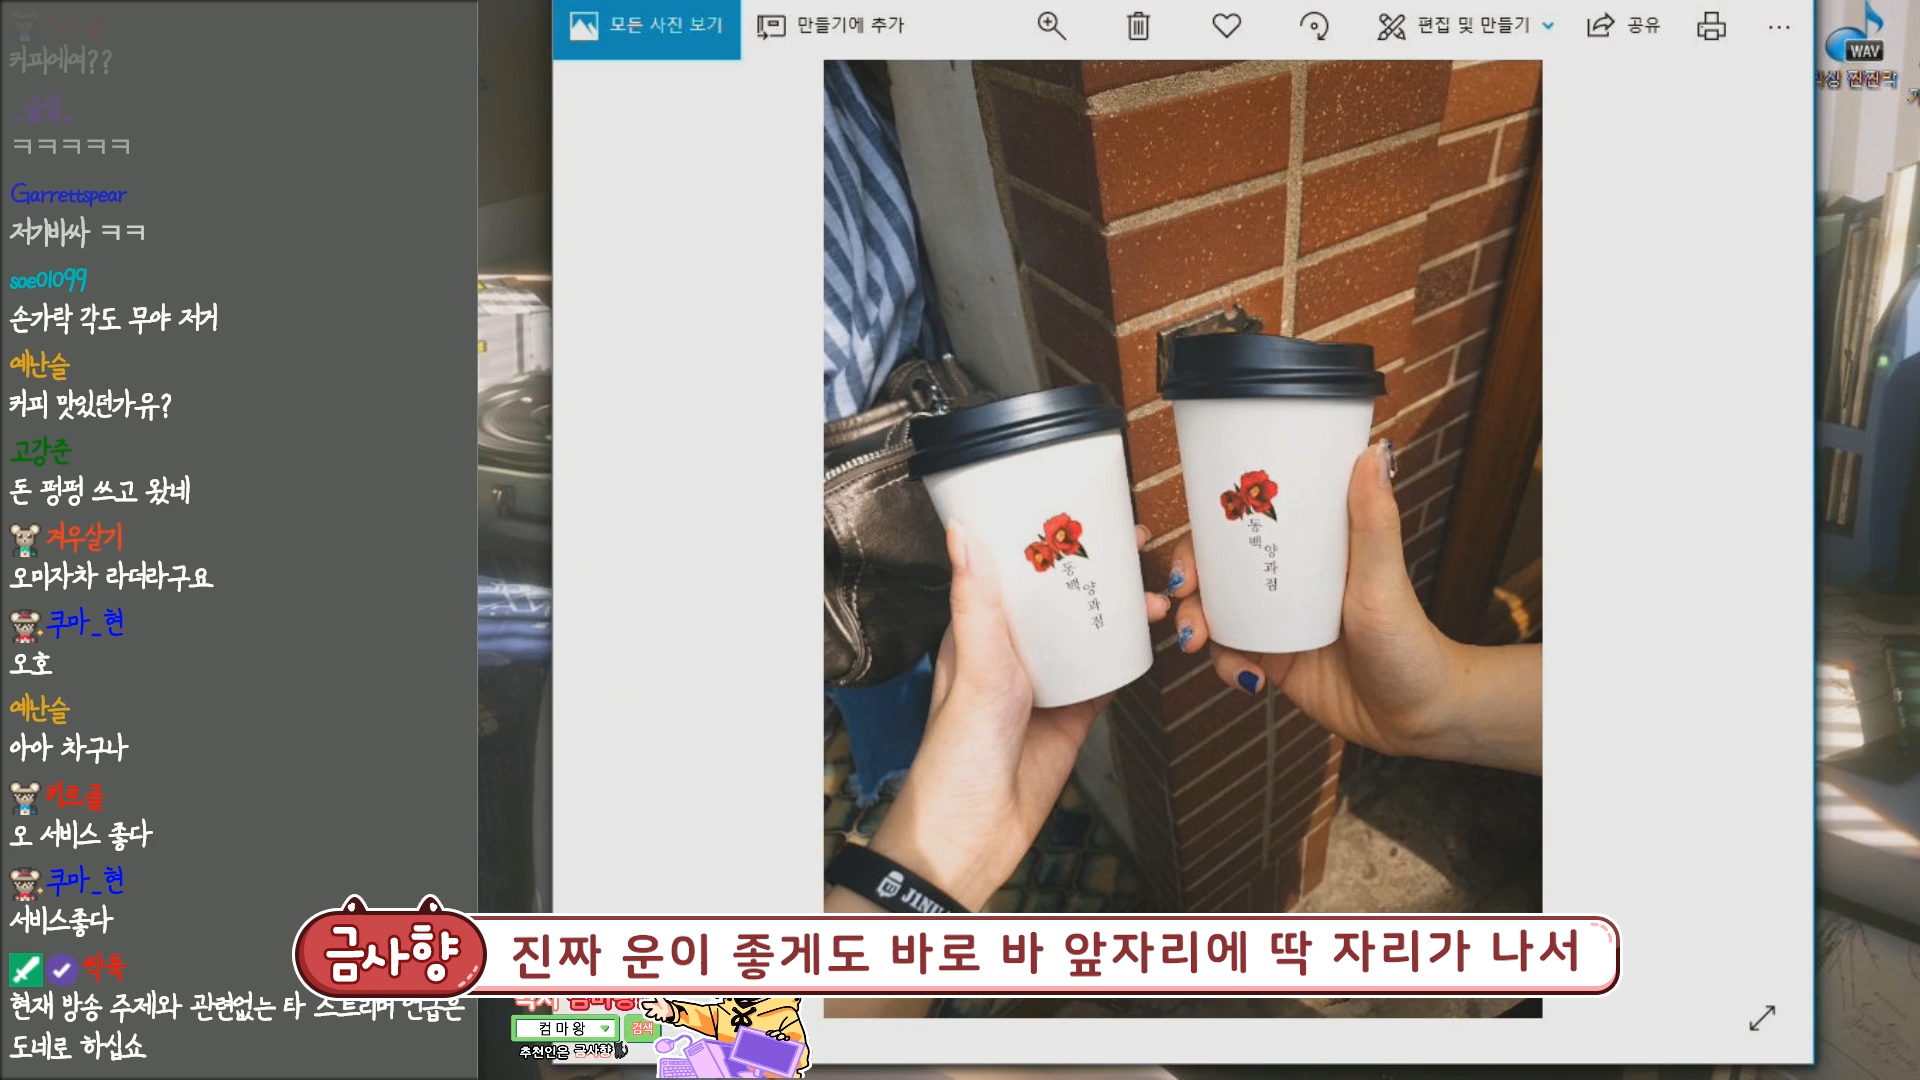 커피에여??
_금링_
ㅋㅋㅋㅋㅋ
Garrettspear
저기비싸 ㅋㅋ
soe01099
손가락 각도 무야 저거
예난슬
커피 맛있던가유?
고강준
돈 펑펑 쓰고 왔네
겨우살기
오미자차 라더라구요
쿠마_현
오호
예난슬
아아 차구나
키르골
오 서비스 좋다
쿠마_현
서비스좋다
싹둑
현재 방송 주제와 관련없는 타 스트리머 언급은
도네로 하십쇼
모든 사진 보기
만들기에 추가
편집 및 만들기
공유
WAV
동백
양과점
동백
양과점
금사향
진짜 운이 좋게도 바로 바 앞자리에 딱 자리가 나서
컴마왕
검색
추천인은 금사향